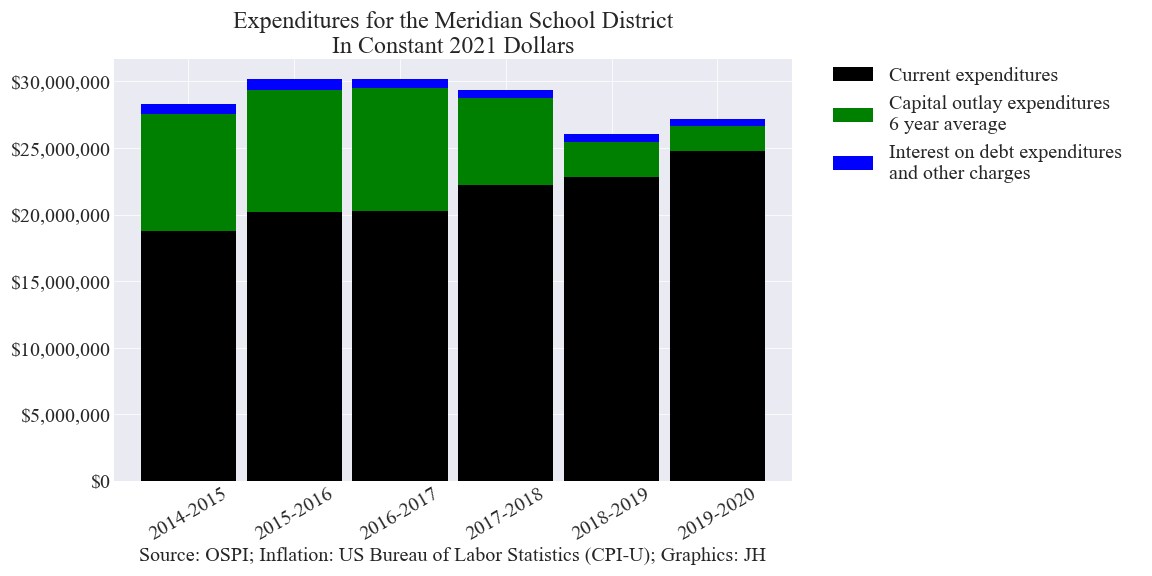 Expenditures for the Meridian School District
In Constant 2021 Dollars
$30,000,000
$25,000,000
$20,000,000
$15,000,000
$10,000,000
$5,000,000
$0
2014-2015
2015-2016
2016-2017
2017-2018
2018-2019
2019-2020
Source: OSPI; Inflation: US Bureau of Labor Statistics (CPI-U); Graphics: JH
Current expenditures
Capital outlay expenditures
6 year average
Interest on debt expenditures
and other charges